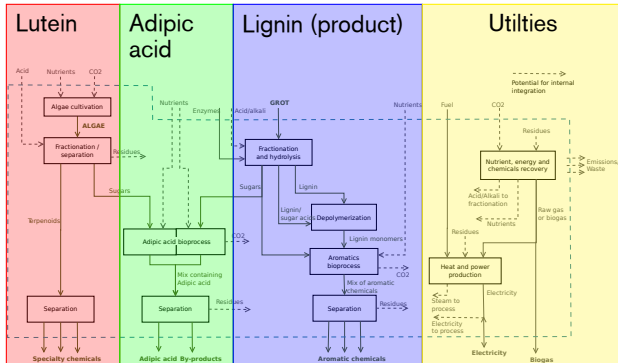 Lutein
Adipic
acid
Lignin (product)
Utilties
Acid
Nutrients
CO2
Algae cultivation
ALGAE
Fractionation /
separation
Residues
Sugars
Terpenoids
Separation
Specialty chemicals
Nutrients
Adipic acid bioprocess
CO2
Mix containing
Adipic acid
Separation
Residues
Adipic acid
By-products
Enzymes
Acid/alkali
GROT
Nutrients
Fractionation
and hydrolysis
Sugars
Lignin
Lignin/
sugar acids
Depolymerization
Lignin monomers
Aromatics
bioprocess
CO2
Mix of aromatic
chemicals
Separation
Residues
Aromatic chemicals
Potential for internal
integration
Fuel
CO2
Residues
Nutrient, energy and
chemicals recovery
Emissions
Waste
Acid/Alkali to
fractionation
Nutrients
Raw gas
or biogas
Residues
Heat and power
production
Steam to
process
Electricity
Electricity
to process
Electricity
Biogas